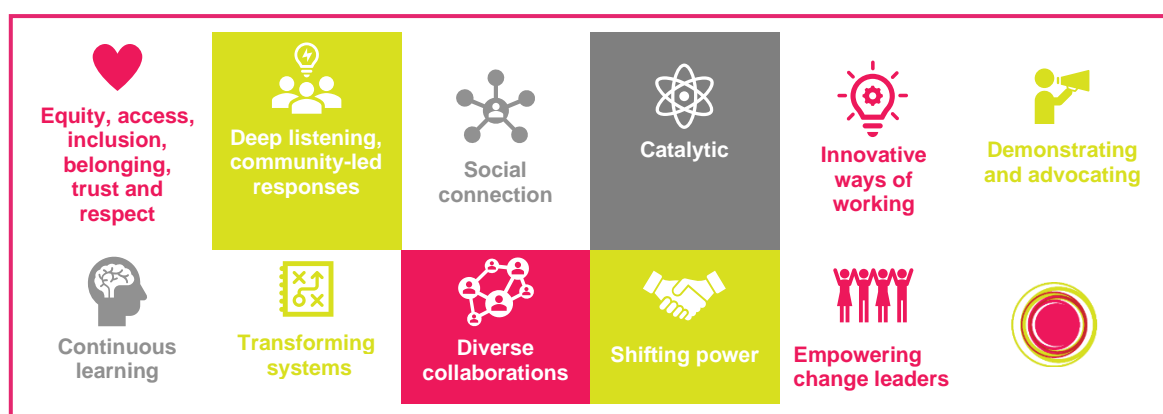 Equity, access,
inclusion,
belonging,
trust and
respect
Deep listening,
community-led
responses
Social
connection
Catalytic
Innovative
ways of
working
Demonstrating
and advocating
Continuous
learning
Transforming
systems
Diverse
collaborations
Shifting power
Empowering
change leaders